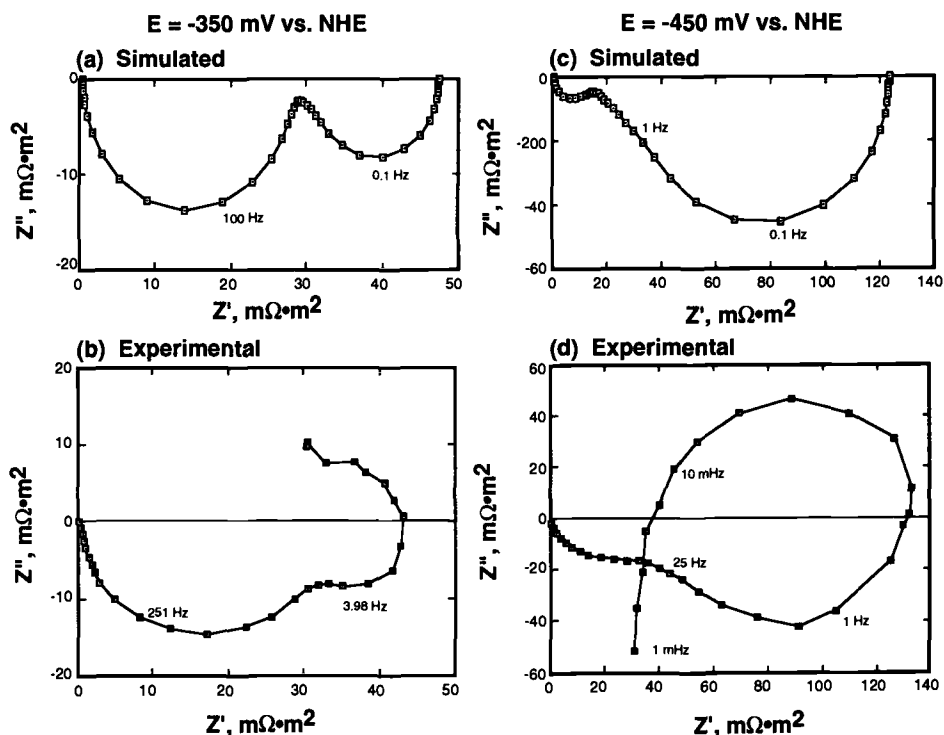 E = -350 mV vs. NHE
E = -450 mV vs. NHE
(a) Simulated
0
-10
-20
Z", mΩ•m²
100 Hz
0.1 Hz
0 10 20 30 40 50
Z', mΩ•m²
(c) Simulated
0
-200
-40
-60
Z", mΩ•m²
1 Hz
0.1 Hz
0 20 40 60 80 100 120 140
Z', mΩ•m²
(b) Experimental
20
10
0
-10
-20
Z", mΩ•m²
251 Hz
3.98 Hz
0 10 20 30 40 50
Z', mΩ•m²
(d) Experimental
60
40
20
0
-20
-40
-60
Z", mΩ•m²
10 mHz
25 Hz
1 Hz
1 mHz
0 20 40 60 80 100 120 140
Z', mΩ•m²